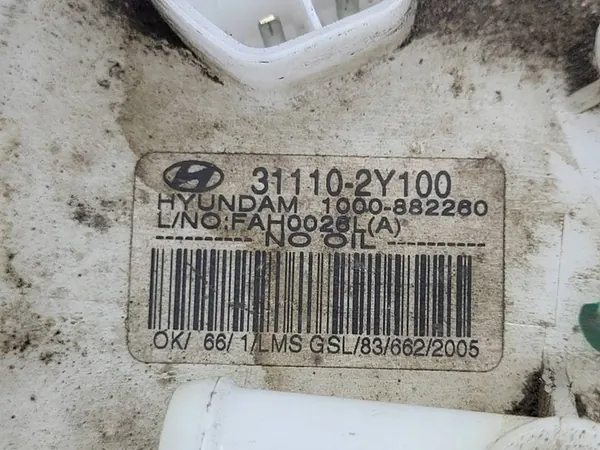 31110-2Y100
HYUNDAM 1000-882260
L/NO:FAH0026L(A)
NO OIL
OK/ 66/ 1/LMS GSL/83/662/2005